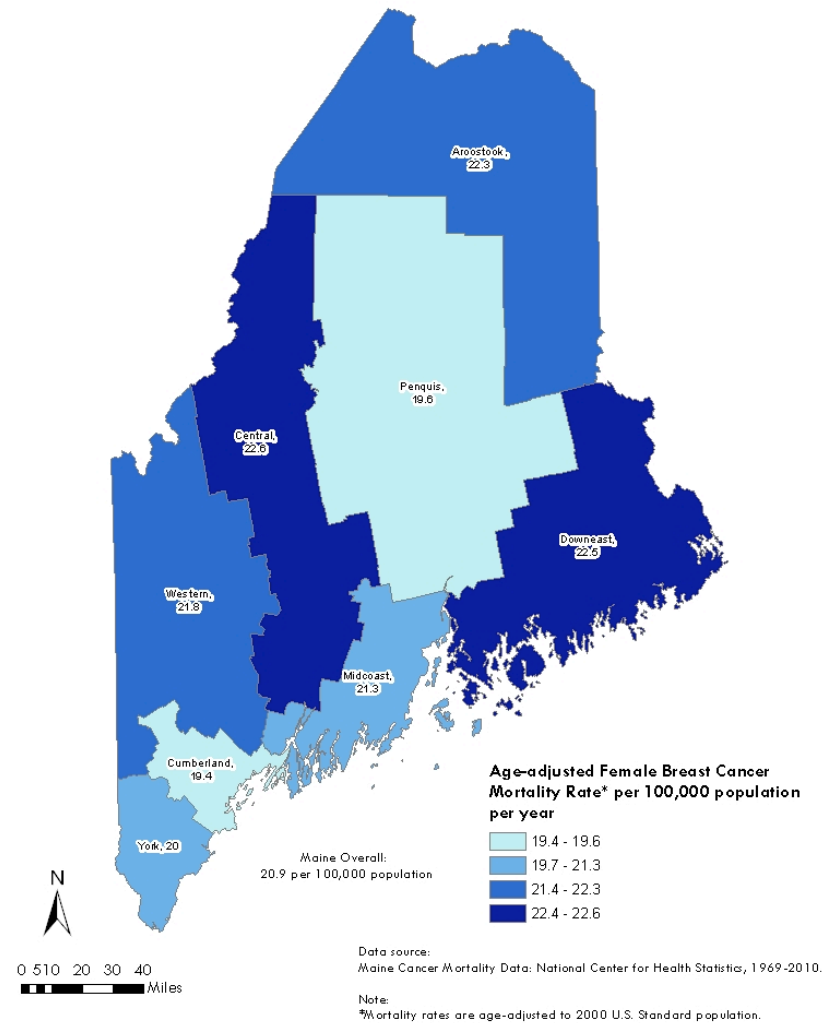 Aroostook,
22.3
Penquis,
19.6
Central,
22.6
Downeast,
22.5
Western,
21.8
Midcoast,
21.3
Cumberland,
19.4
York, 20
Age-adjusted Female Breast Cancer
Mortality Rate* per 100,000 population
per year
19.4 - 19.6
19.7 - 21.3
21.4 - 22.3
22.4 - 22.6
Maine Overall:
20.9 per 100,000 population
N
0 510 20 30 40
Miles
Data source:
Maine Cancer Mortality Data: National Center for Health Statistics, 1969-2010.
Note:
*Mortality rates are age-adjusted to 2000 U.S. Standard population.